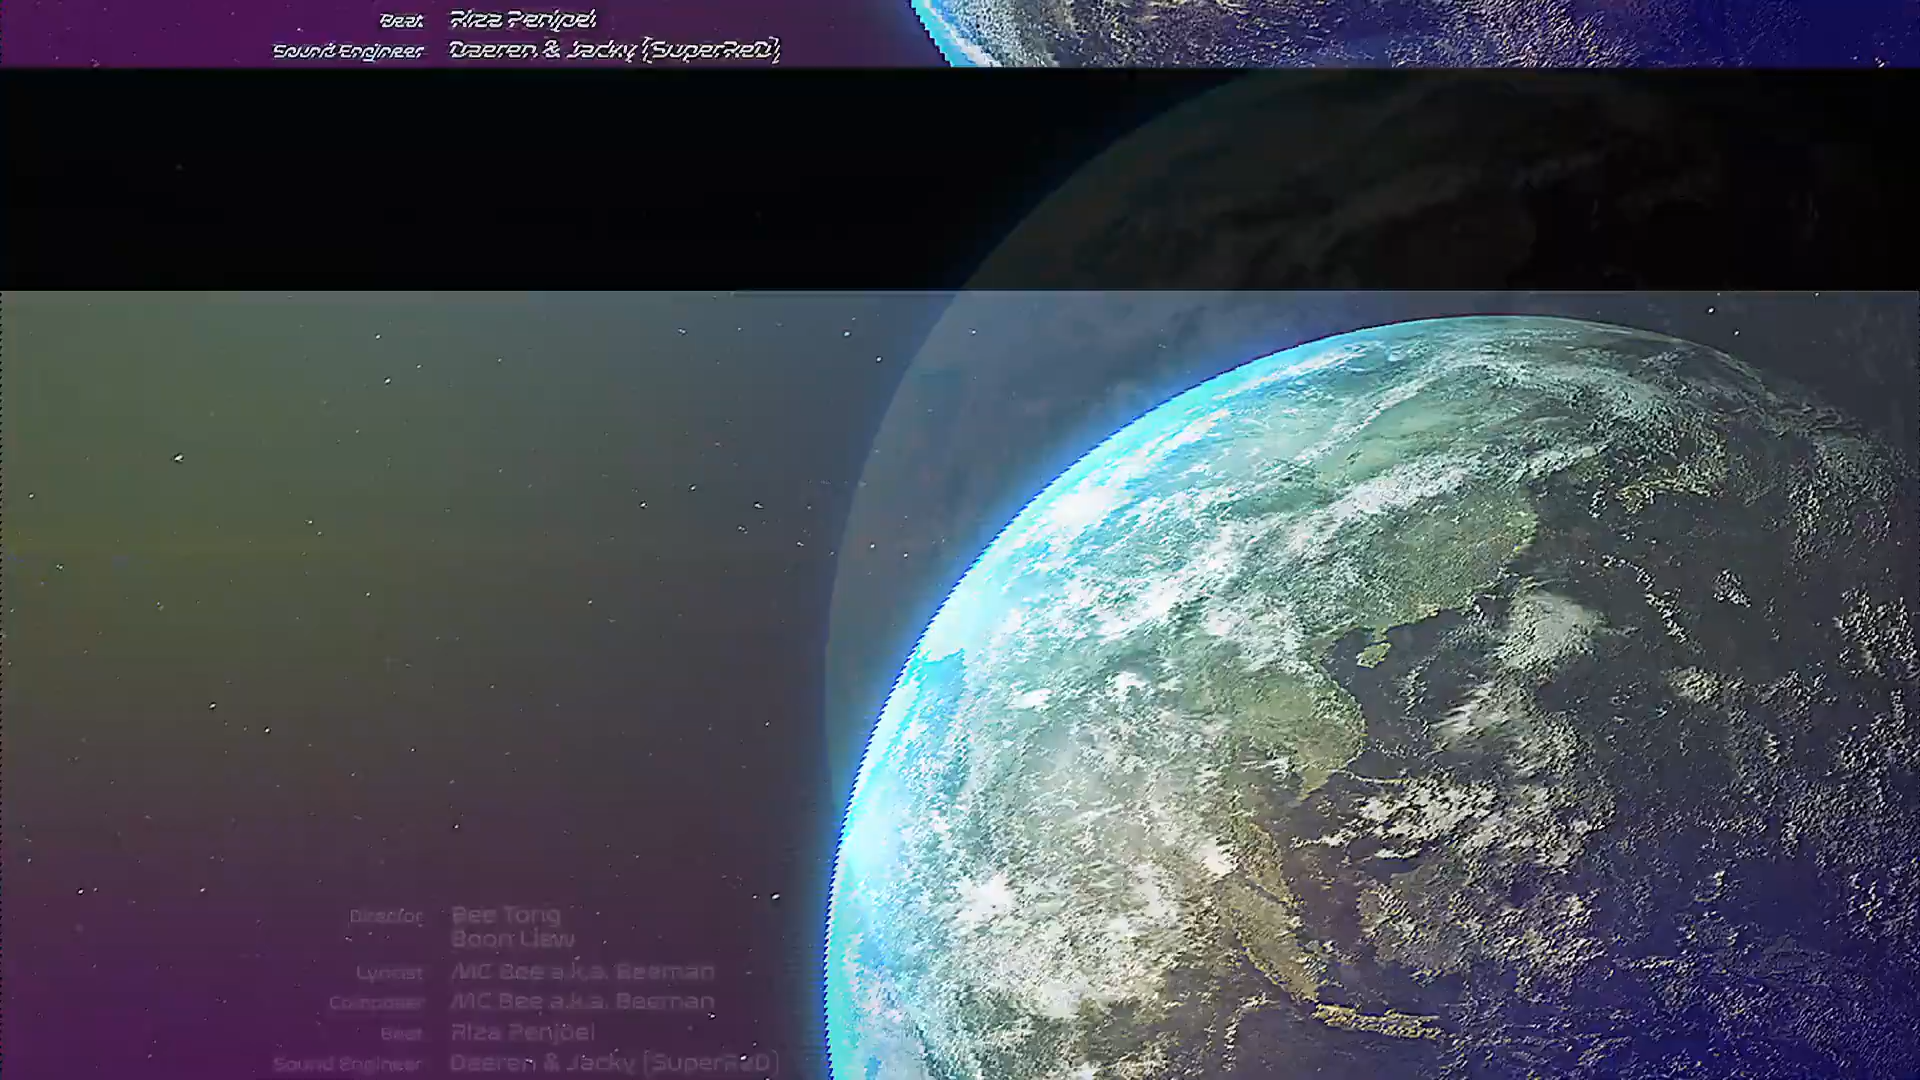 Beat Riza Penjoel
Sound Engineer Daeren & Jacky (SuperReD)
Director Bee Tong
Boon Liew
Lyricist MC Bee a.k.a. Beeman
Composer MC Bee a.k.a. Beeman
Beat Riza Penjoel
Sound Engineer Daeren & Jacky (SuperReD)